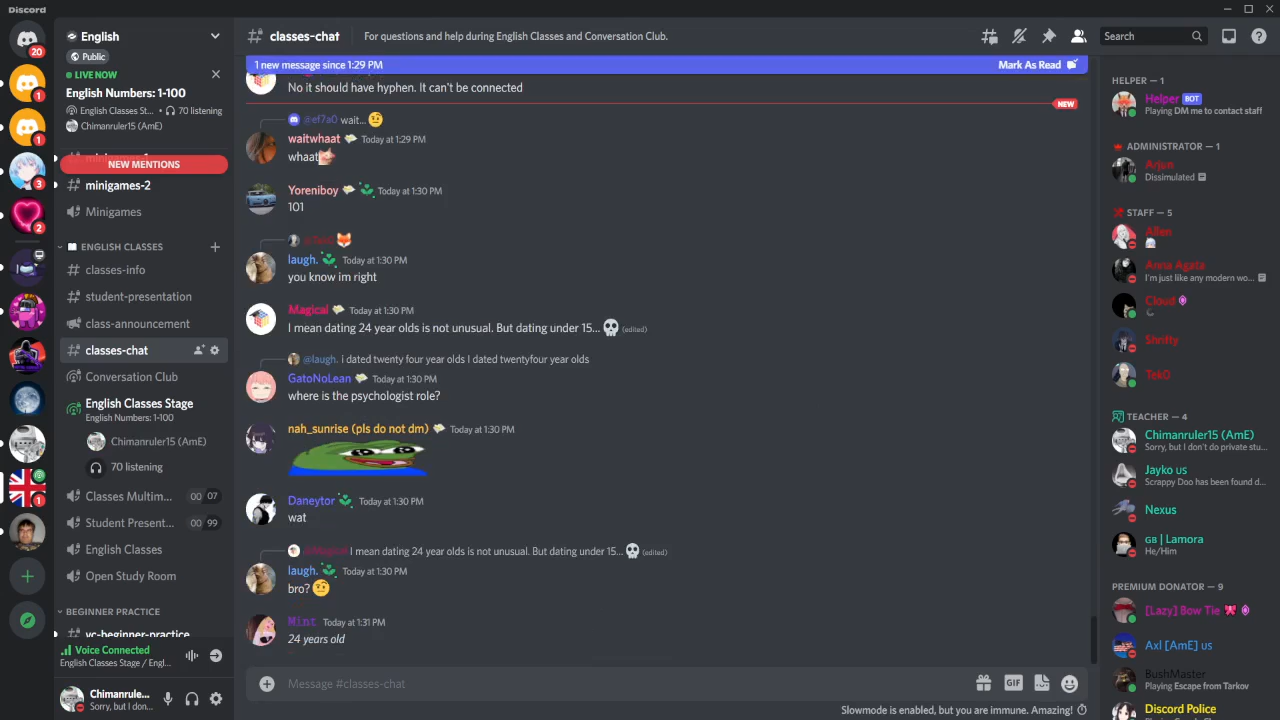 Discord
English
Public
LIVE NOW
English Numbers: 1-100
English Classes St... 70 listening
Chimanruler15 (AmE)
NEW MENTIONS
minigames-2
Minigames
ENGLISH CLASSES
classes-info
student-presentation
class-announcement
classes-chat
Conversation Club
English Classes Stage
English Numbers: 1-100
Chimanruler15 (AmE)
70 listening
Classes Multim... 00 07
Student Present... 00 99
English Classes
Open Study Room
BEGINNER PRACTICE
vc-beginner-practice
Voice Connected
English Classes Stage / Engl...
Chimanrule...
Sorry, but I don...
20
1
1
3
2
1
classes-chat For questions and help during English Classes and Conversation Club.
Search
1 new message since 1:29 PM Mark As Read
No it should have hyphen. It can't be connected
NEW
@ef7a0 wait...
waitwhaat Today at 1:29 PM
whaat
Yoreniboy Today at 1:30 PM
101
laugh. Today at 1:30 PM
you know im right
Magical Today at 1:30 PM
I mean dating 24 year olds is not unusual. But dating under 15... (edited)
@laugh. i dated twenty four year olds I dated twentyfour year olds
GatoNoLean Today at 1:30 PM
where is the psychologist role?
nah_sunrise (pls do not dm) Today at 1:30 PM
Daneytor Today at 1:30 PM
wat
@Magical I mean dating 24 year olds is not unusual. But dating under 15... (edited)
laugh. Today at 1:30 PM
bro?
Mint Today at 1:31 PM
24 years old
Message #classes-chat
GIF
Slowmode is enabled, but you are immune. Amazing!
HELPER — 1
Helper BOT
Playing DM me to contact staff
ADMINISTRATOR — 1
Arjun
Dissimulated
STAFF — 5
Allen
Anna Agata
I'm just like any modern wo...
Cloud
Shritty
TekD
TEACHER — 4
Chimanruler15 (AmE)
Sorry, but I don't do private stu...
Jayko us
Scrappy Doo has been found d...
Nexus
GB | Lamora
He/Him
PREMIUM DONATOR — 9
[Lazy] Bow Tie
Axl [AmE] us
BushMaster
Playing Escape from Tarkov
Discord Police